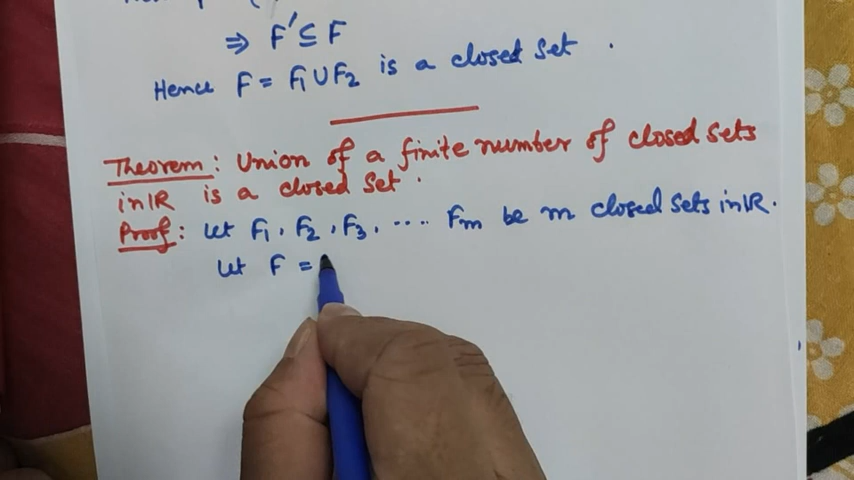 ⇒ F' ⊆ F
Hence F = F₁ ∪ F₂ is a closed set .
Theorem : Union of a finite number of closed sets
in ℝ is a closed set .
Proof : Let F₁ , F₂ , F₃ , .... Fₘ be m closed sets in ℝ .
Let F =